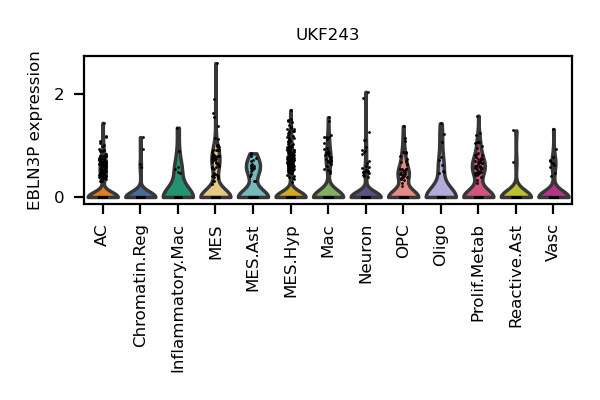 UKF243
EBLN3P expression
2
0
AC
Chromatin.Reg
Inflammatory.Mac
MES
MES.Ast
MES.Hyp
Mac
Neuron
OPC
Oligo
Prolif.Metab
Reactive.Ast
Vasc